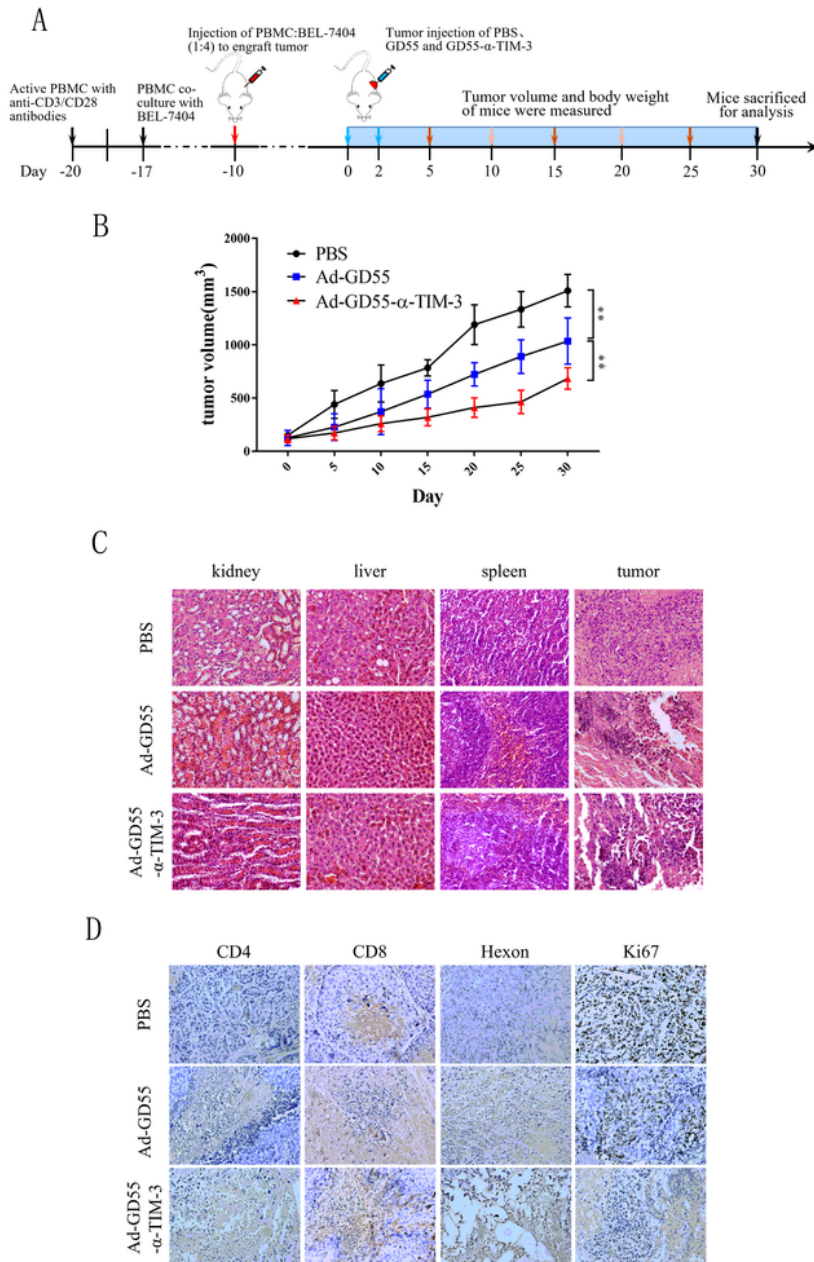 A
Injection of PBMC:BEL-7404
(1:4) to engraft tumor
Tumor injection of PBS、
GD55 and GD55-α-TIM-3
Active PBMC with
anti-CD3/CD28
antibodies
PBMC co-
culture with
BEL-7404
Tumor volume and body weight
of mice were measured
Mice sacrificed
for analysis
Day -20 -17 -10 0 2 5 10 15 20 25 30
B
tumor volume(mm³)
2000
1500
1000
500
0
PBS
Ad-GD55
Ad-GD55-α-TIM-3
**
**
0 5 10 15 20 25 30
Day
C
kidney liver spleen tumor
PBS
Ad-GD55
Ad-GD55
-α-TIM-3
D
CD4 CD8 Hexon Ki67
PBS
Ad-GD55
Ad-GD55
-α-TIM-3